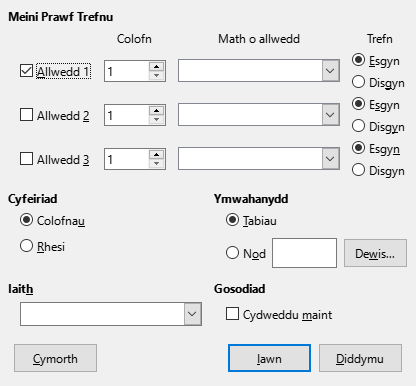 Meini Prawf Trefnu
Colofn Math o allwedd Trefn
Allwedd 1 1 Esgyn
Disgyn
Allwedd 2 1 Esgyn
Disgyn
Allwedd 3 1 Esgyn
Disgyn
Cyfeiriad Ymwahanydd
Colofnau Tabiau
Rhesi Nod Dewis...
Iaith Gosodiad
Cydweddu maint
Cymorth Iawn Diddymu